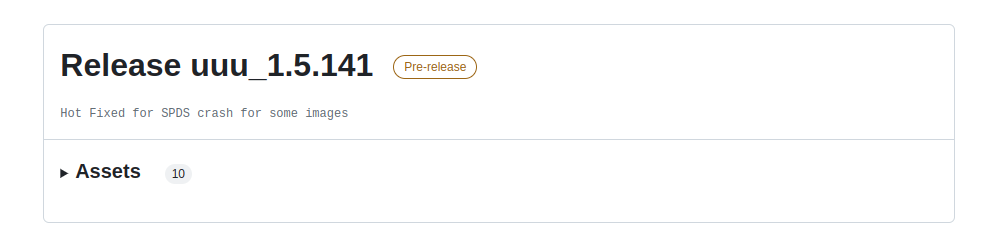 Release uuu_1.5.141 Pre-release
Hot Fixed for SPDS crash for some images
Assets 10